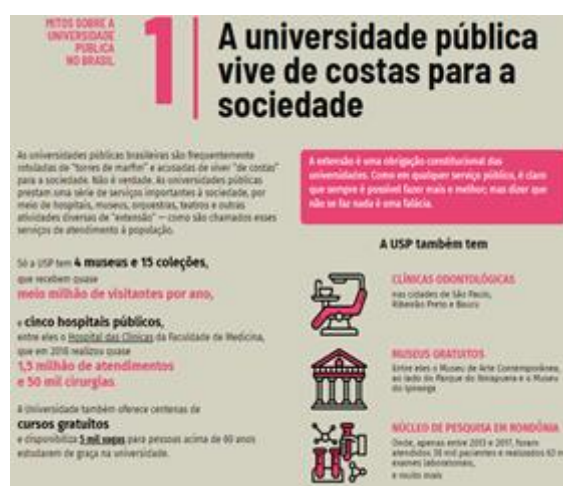 MITOS SOBRE A
UNIVERSIDADE
PÚBLICA
NO BRASIL
1
A universidade pública
vive de costas para a
sociedade
As universidades públicas brasileiras são frequentemente
rotuladas de "torres de marfim" e acusadas de viver "de costas"
para a sociedade. Não é verdade. As universidades públicas
prestam uma série de serviços importantes à sociedade, por
meio de hospitais, museus, orquestras, teatros e outras
atividades diversas de "extensão" — como são chamados esses
serviços de atendimento à população.
Só a USP tem 4 museus e 15 coleções,
que recebem quase
meio milhão de visitantes por ano,
e cinco hospitais públicos,
entre eles o Hospital das Clínicas da Faculdade de Medicina,
que em 2018 realizou quase
1,5 milhão de atendimentos
e 50 mil cirurgias
A Universidade também oferece centenas de
cursos gratuitos
e disponibiliza 5 mil vagas para pessoas acima de 60 anos
estudarem de graça na universidade.
A extensão é uma obrigação constitucional das
universidades. Como em qualquer serviço público, é claro
que sempre é possível fazer mais e melhor; mas dizer que
não se faz nada é uma falácia.
A USP também tem
CLÍNICAS ODONTOLÓGICAS
nas cidades de São Paulo,
Ribeirão Preto e Bauru
MUSEUS GRATUITOS
Entre eles o Museu de Arte Contemporânea,
ao lado do Parque do Ibirapuera e o Museu
do Ipiranga
NÚCLEO DE PESQUISA EM RONDÔNIA
Onde, apenas entre 2013 e 2017, foram
atendidos 38 mil pacientes e realizados 63 m
exames laboratoriais,
e muito mais